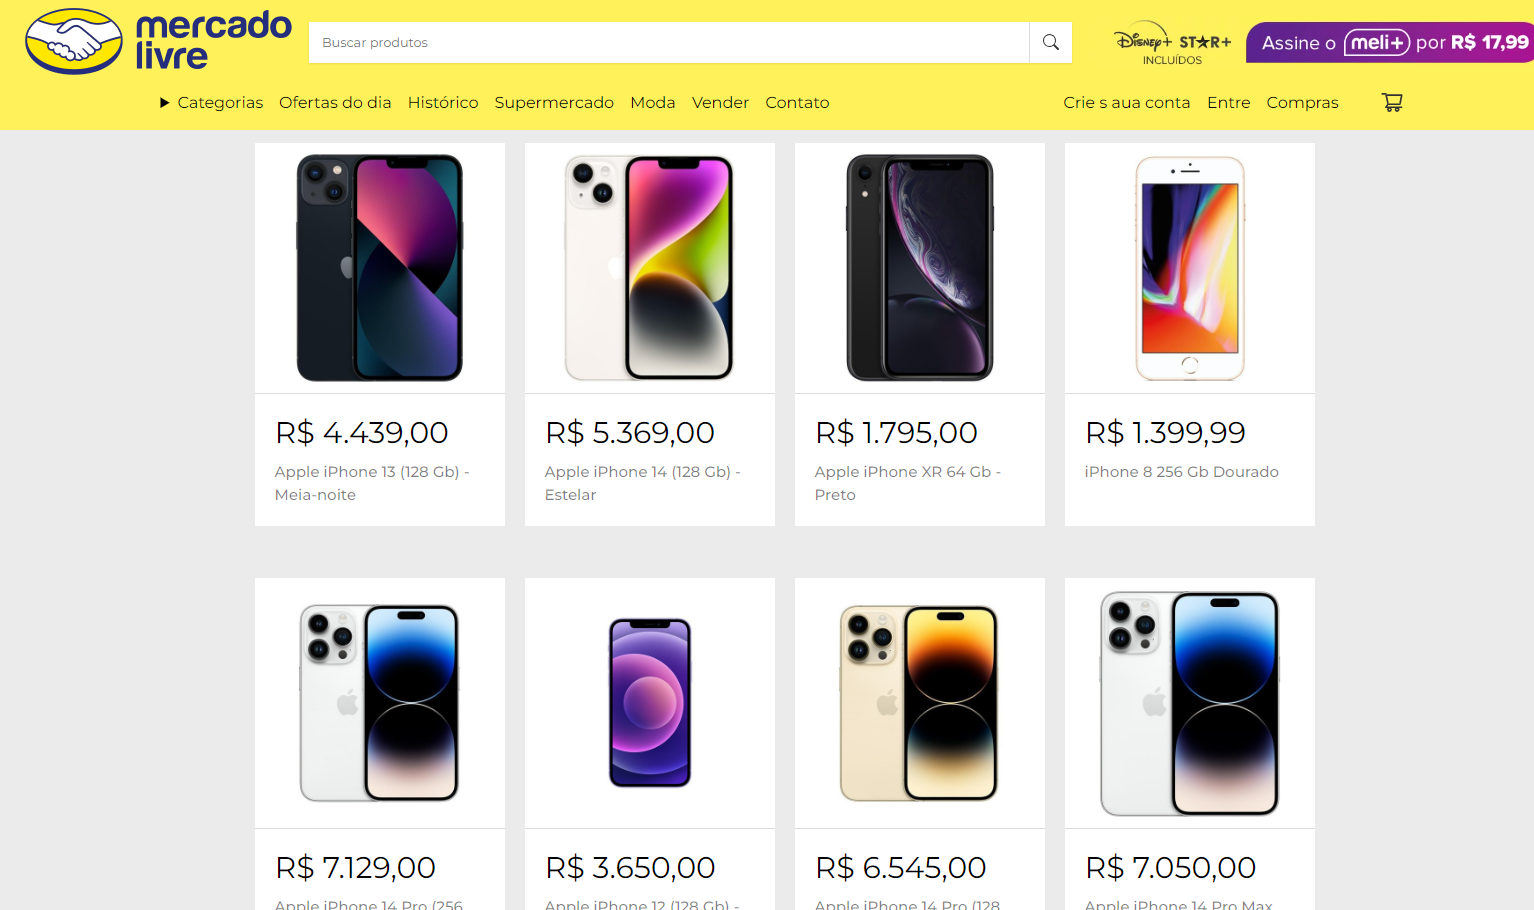 mercado
livre
Buscar produtos
Disney+ STAR+
INCLUÍDOS
Assine o meli+ por R$ 17,99
Categorias Ofertas do dia Histórico Supermercado Moda Vender Contato Crie s aua conta Entre Compras
R$ 4.439,00
Apple iPhone 13 (128 Gb) -
Meia-noite
R$ 5.369,00
Apple iPhone 14 (128 Gb) -
Estelar
R$ 1.795,00
Apple iPhone XR 64 Gb -
Preto
R$ 1.399,99
iPhone 8 256 Gb Dourado
R$ 7.129,00
Apple iPhone 14 Pro (256
R$ 3.650,00
Apple iPhone 12 (128 Gb) -
R$ 6.545,00
Apple iPhone 14 Pro (128
R$ 7.050,00
Apple iPhone 14 Pro Max